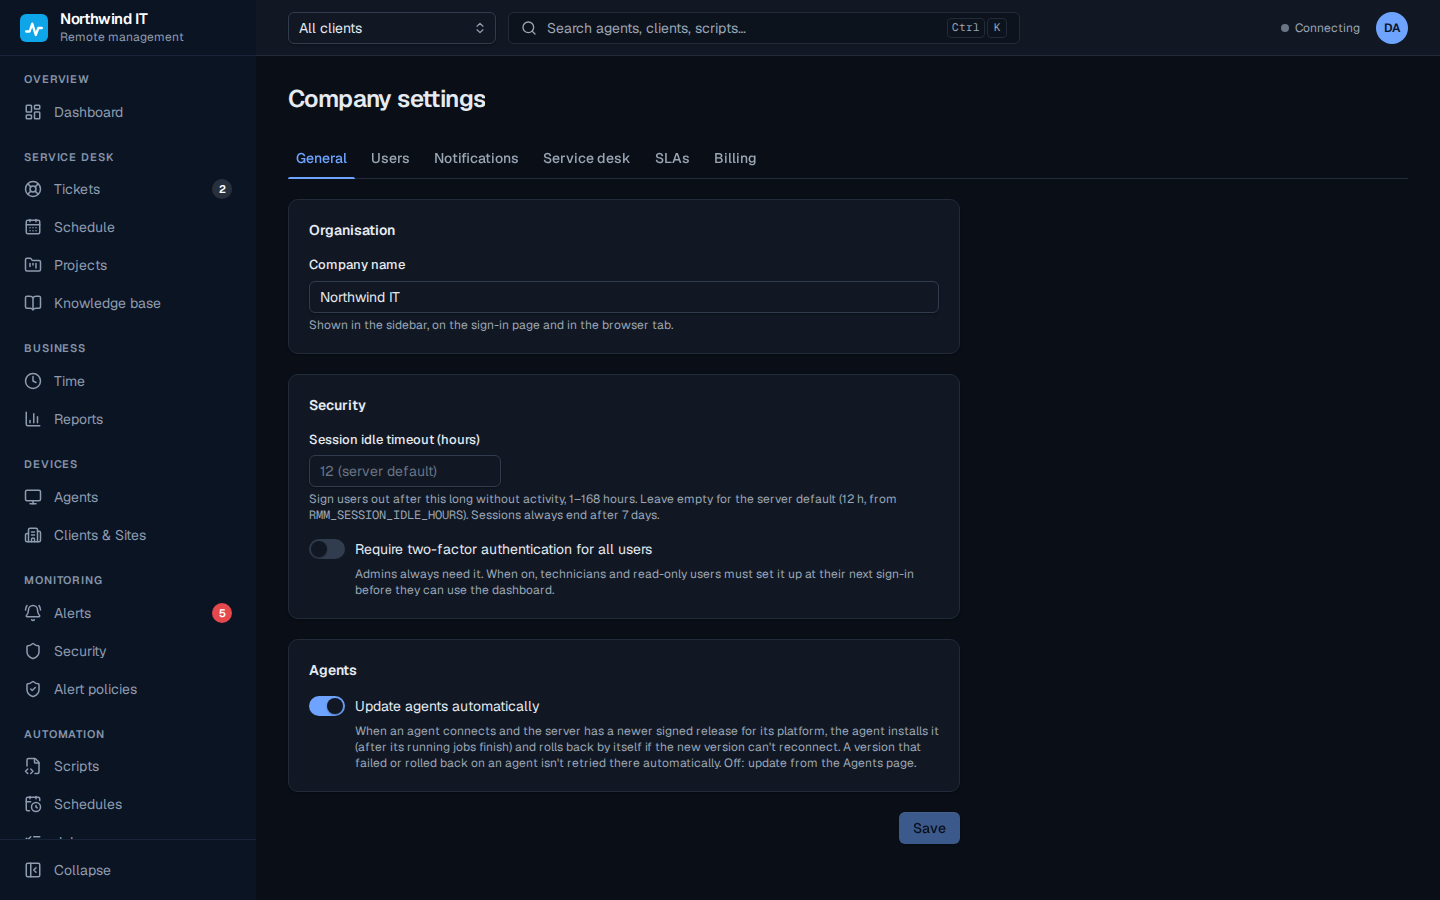 Northwind IT
Remote management
All clients
Search agents, clients, scripts...
Ctrl K
Connecting
DA
OVERVIEW
Dashboard
SERVICE DESK
Tickets 2
Schedule
Projects
Knowledge base
BUSINESS
Time
Reports
DEVICES
Agents
Clients & Sites
MONITORING
Alerts 5
Security
Alert policies
AUTOMATION
Scripts
Schedules
Collapse
Company settings
General Users Notifications Service desk SLAs Billing
Organisation
Company name
Northwind IT
Shown in the sidebar, on the sign-in page and in the browser tab.
Security
Session idle timeout (hours)
12 (server default)
Sign users out after this long without activity, 1–168 hours. Leave empty for the server default (12 h, from
RMM_SESSION_IDLE_HOURS). Sessions always end after 7 days.
Require two-factor authentication for all users
Admins always need it. When on, technicians and read-only users must set it up at their next sign-in
before they can use the dashboard.
Agents
Update agents automatically
When an agent connects and the server has a newer signed release for its platform, the agent installs it
(after its running jobs finish) and rolls back by itself if the new version can't reconnect. A version that
failed or rolled back on an agent isn't retried there automatically. Off: update from the Agents page.
Save